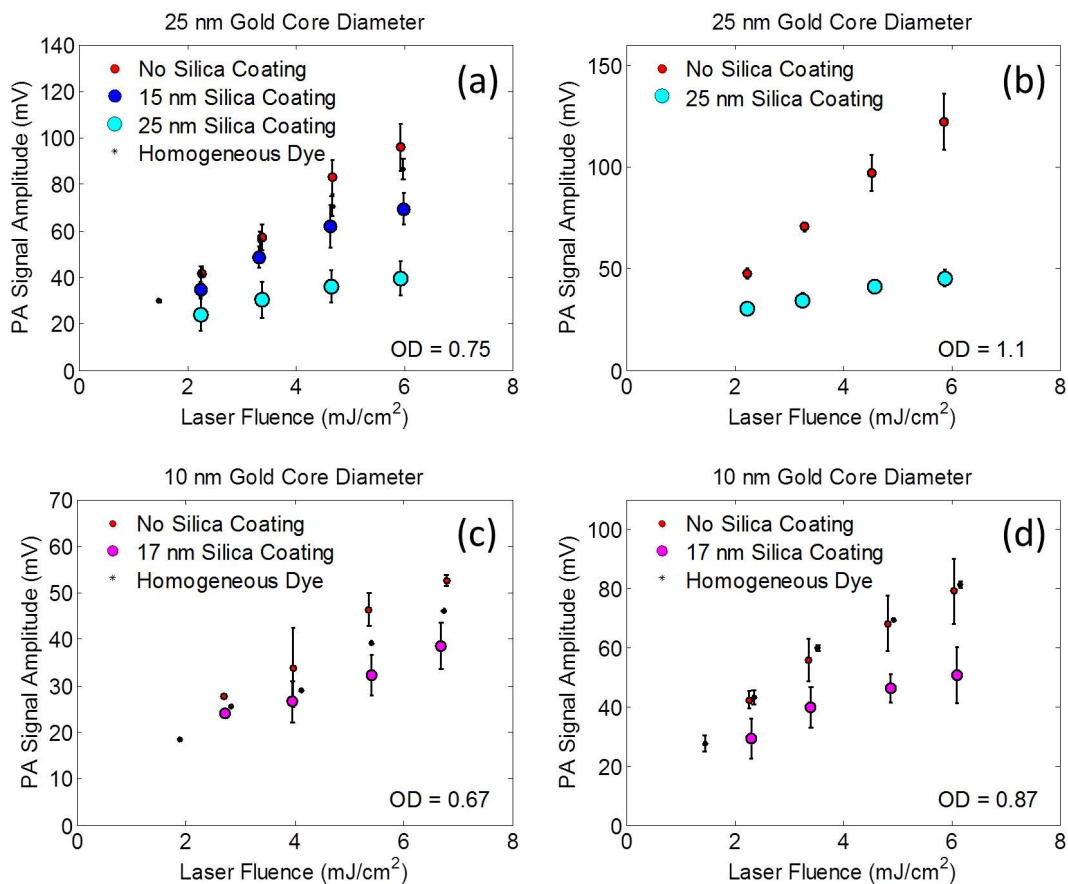 25 nm Gold Core Diameter
(a)
No Silica Coating
15 nm Silica Coating
25 nm Silica Coating
Homogeneous Dye
OD = 0.75
PA Signal Amplitude (mV)
140
120
100
80
60
40
20
0
0 2 4 6 8
Laser Fluence (mJ/cm²)
25 nm Gold Core Diameter
(b)
No Silica Coating
25 nm Silica Coating
OD = 1.1
PA Signal Amplitude (mV)
150
100
50
0
0 2 4 6 8
Laser Fluence (mJ/cm²)
10 nm Gold Core Diameter
(c)
No Silica Coating
17 nm Silica Coating
Homogeneous Dye
OD = 0.67
PA Signal Amplitude (mV)
70
60
50
40
30
20
10
0
0 2 4 6 8
Laser Fluence (mJ/cm²)
10 nm Gold Core Diameter
(d)
No Silica Coating
17 nm Silica Coating
Homogeneous Dye
OD = 0.87
PA Signal Amplitude (mV)
100
80
60
40
20
0
0 2 4 6 8
Laser Fluence (mJ/cm²)